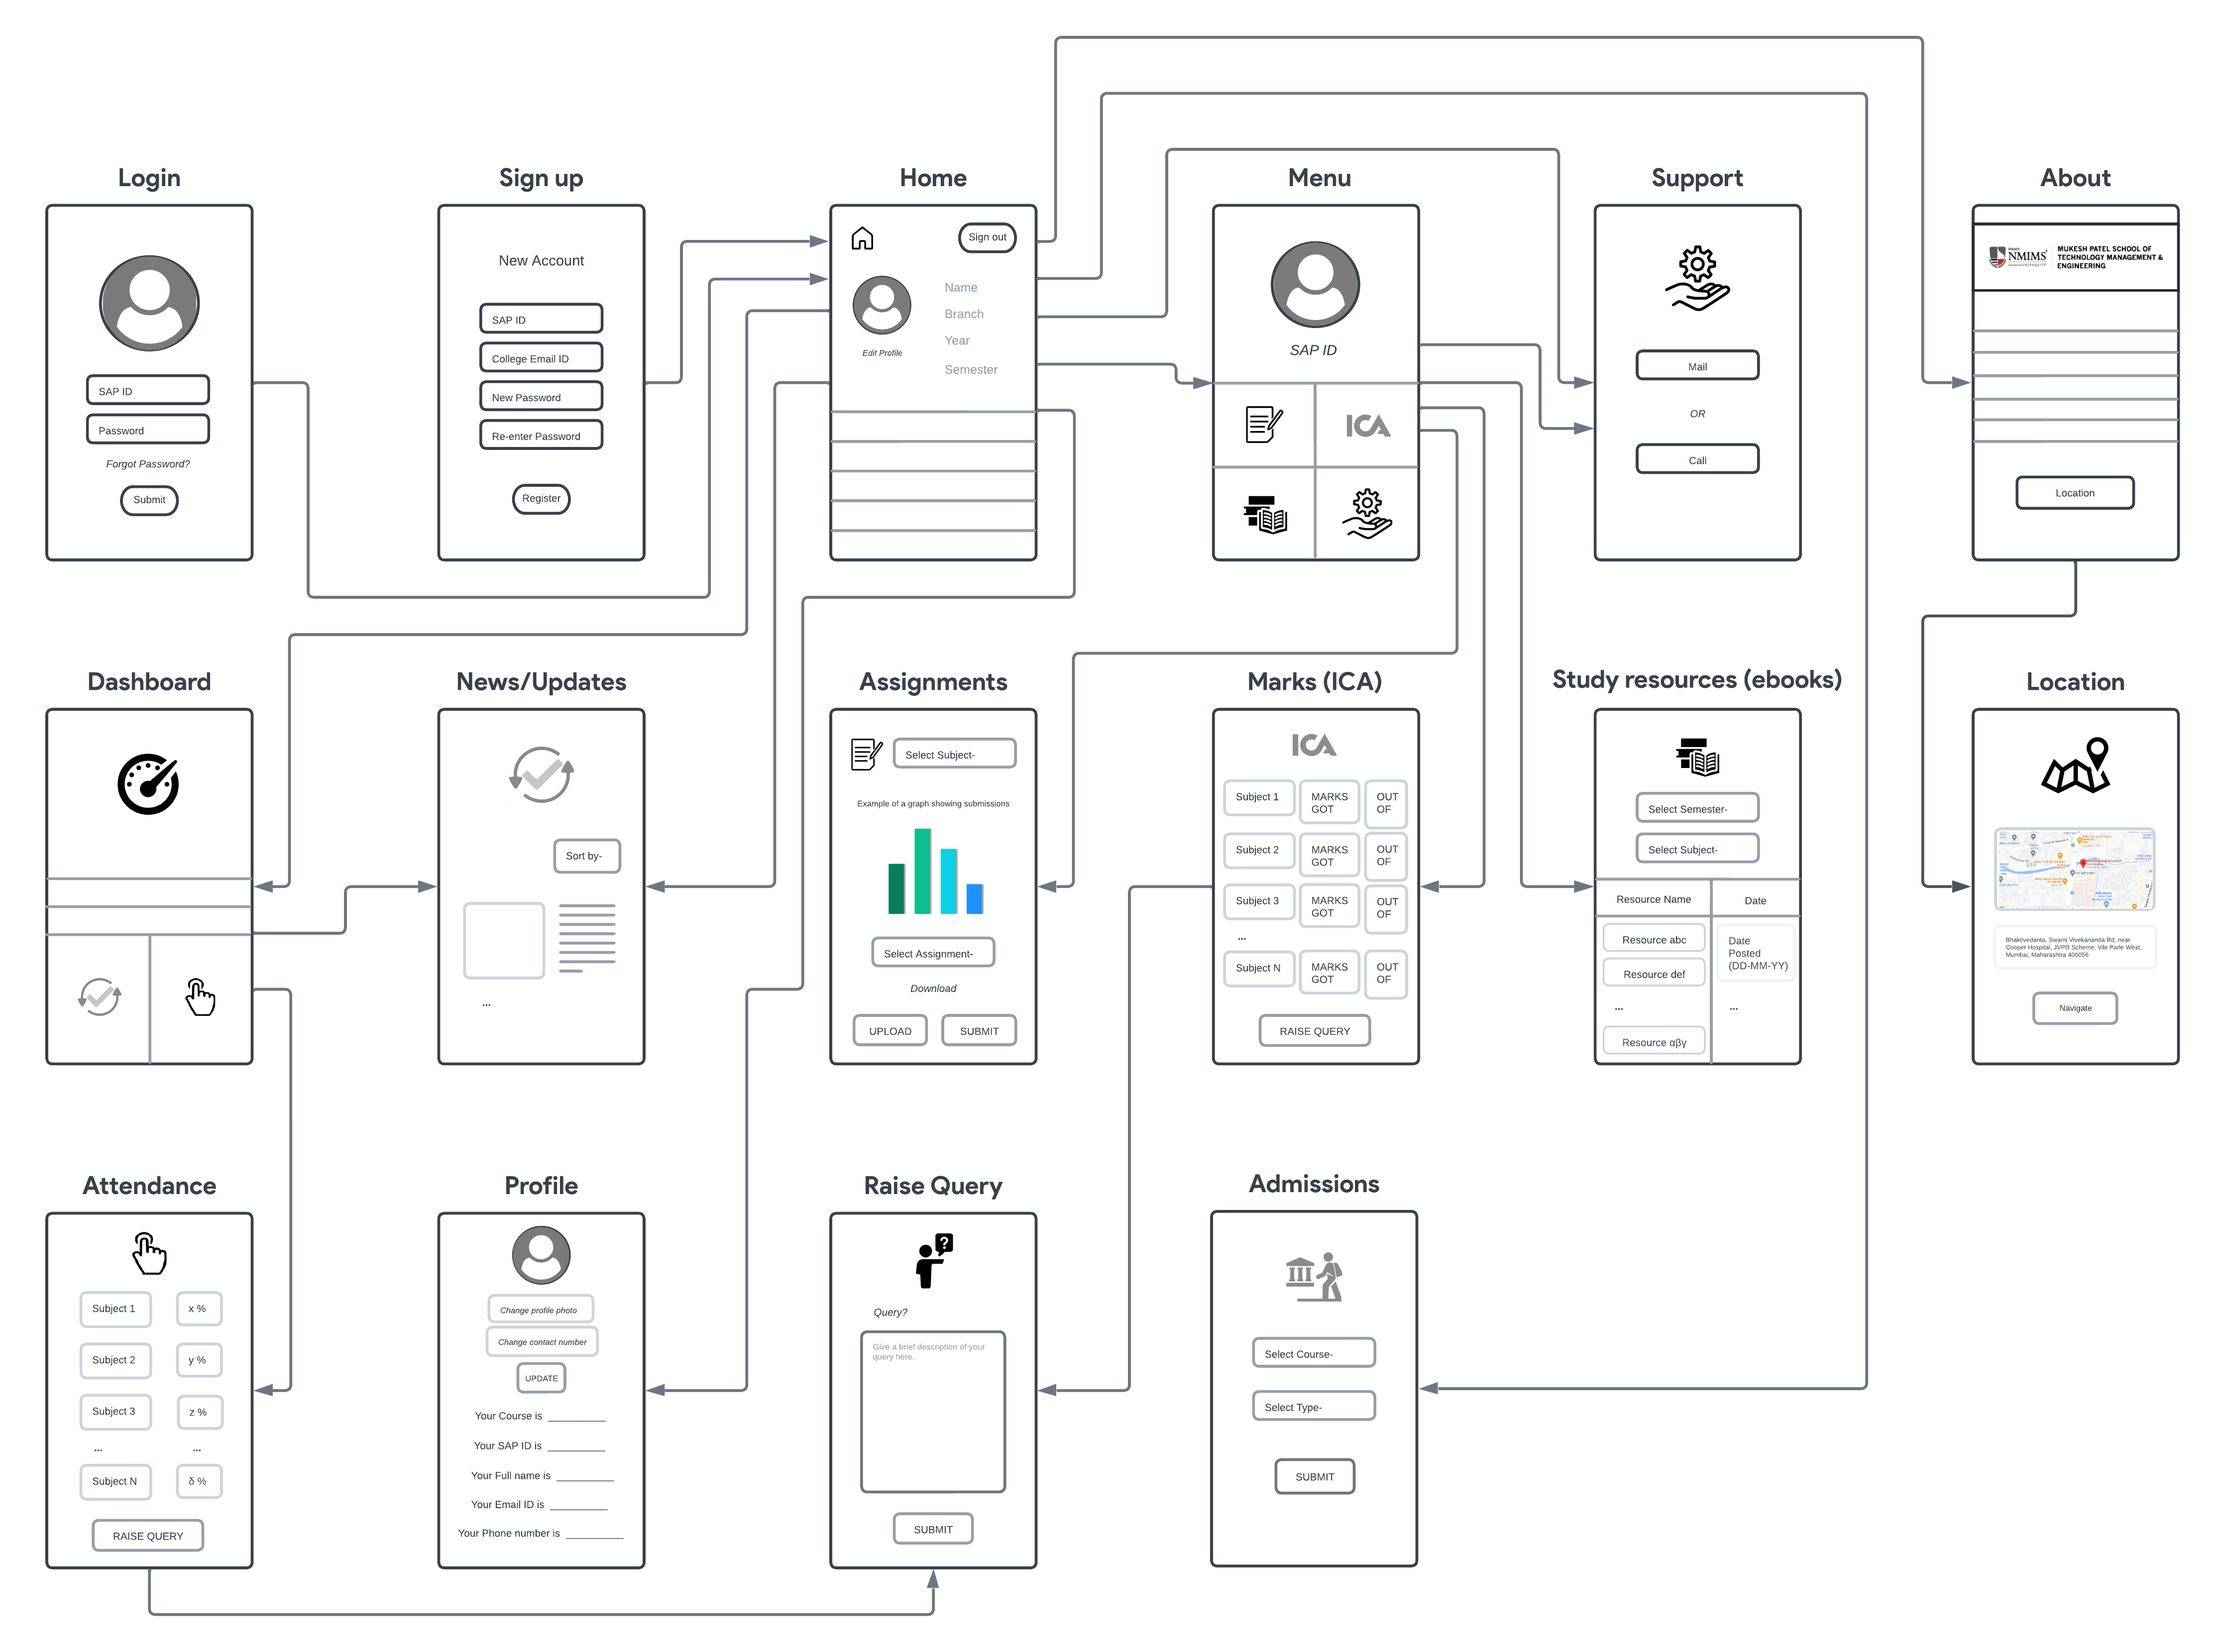 Login
SAP ID
Password
Forgot Password?
Submit
Sign up
New Account
SAP ID
College Email ID
New Password
Re-enter Password
Register
Home
Sign out
Name
Branch
Year
Semester
Edit Profile
Menu
SAP ID
ICA
Support
Mail
OR
Call
About
NMIMS
MUKESH PATEL SCHOOL OF
TECHNOLOGY MANAGEMENT &
ENGINEERING
Location
Dashboard
News/Updates
Sort by-
...
Assignments
Select Subject-
Example of a graph showing submissions
Select Assignment-
Download
UPLOAD
SUBMIT
Marks (ICA)
ICA
Subject 1
MARKS
GOT
OUT
OF
Subject 2
MARKS
GOT
OUT
OF
Subject 3
MARKS
GOT
OUT
OF
...
Subject N
MARKS
GOT
OUT
OF
RAISE QUERY
Study resources (ebooks)
Select Semester-
Select Subject-
Resource Name
Date
Resource abc
Resource def
...
Resource αβγ
Date
Posted
(DD-MM-YY)
...
Location
Bhaktivedanta, Swami Vivekananda Rd, near
Cooper Hospital, JVPD Scheme, Vile Parle West,
Mumbai, Maharashtra 400056
Navigate
Attendance
Subject 1
x %
Subject 2
y %
Subject 3
z %
...
...
Subject N
δ %
RAISE QUERY
Profile
Change profile photo
Change contact number
UPDATE
Your Course is __________
Your SAP ID is __________
Your Full name is __________
Your Email ID is __________
Your Phone number is __________
Raise Query
?
Query?
Give a brief description of your
query here.
SUBMIT
Admissions
Select Course-
Select Type-
SUBMIT